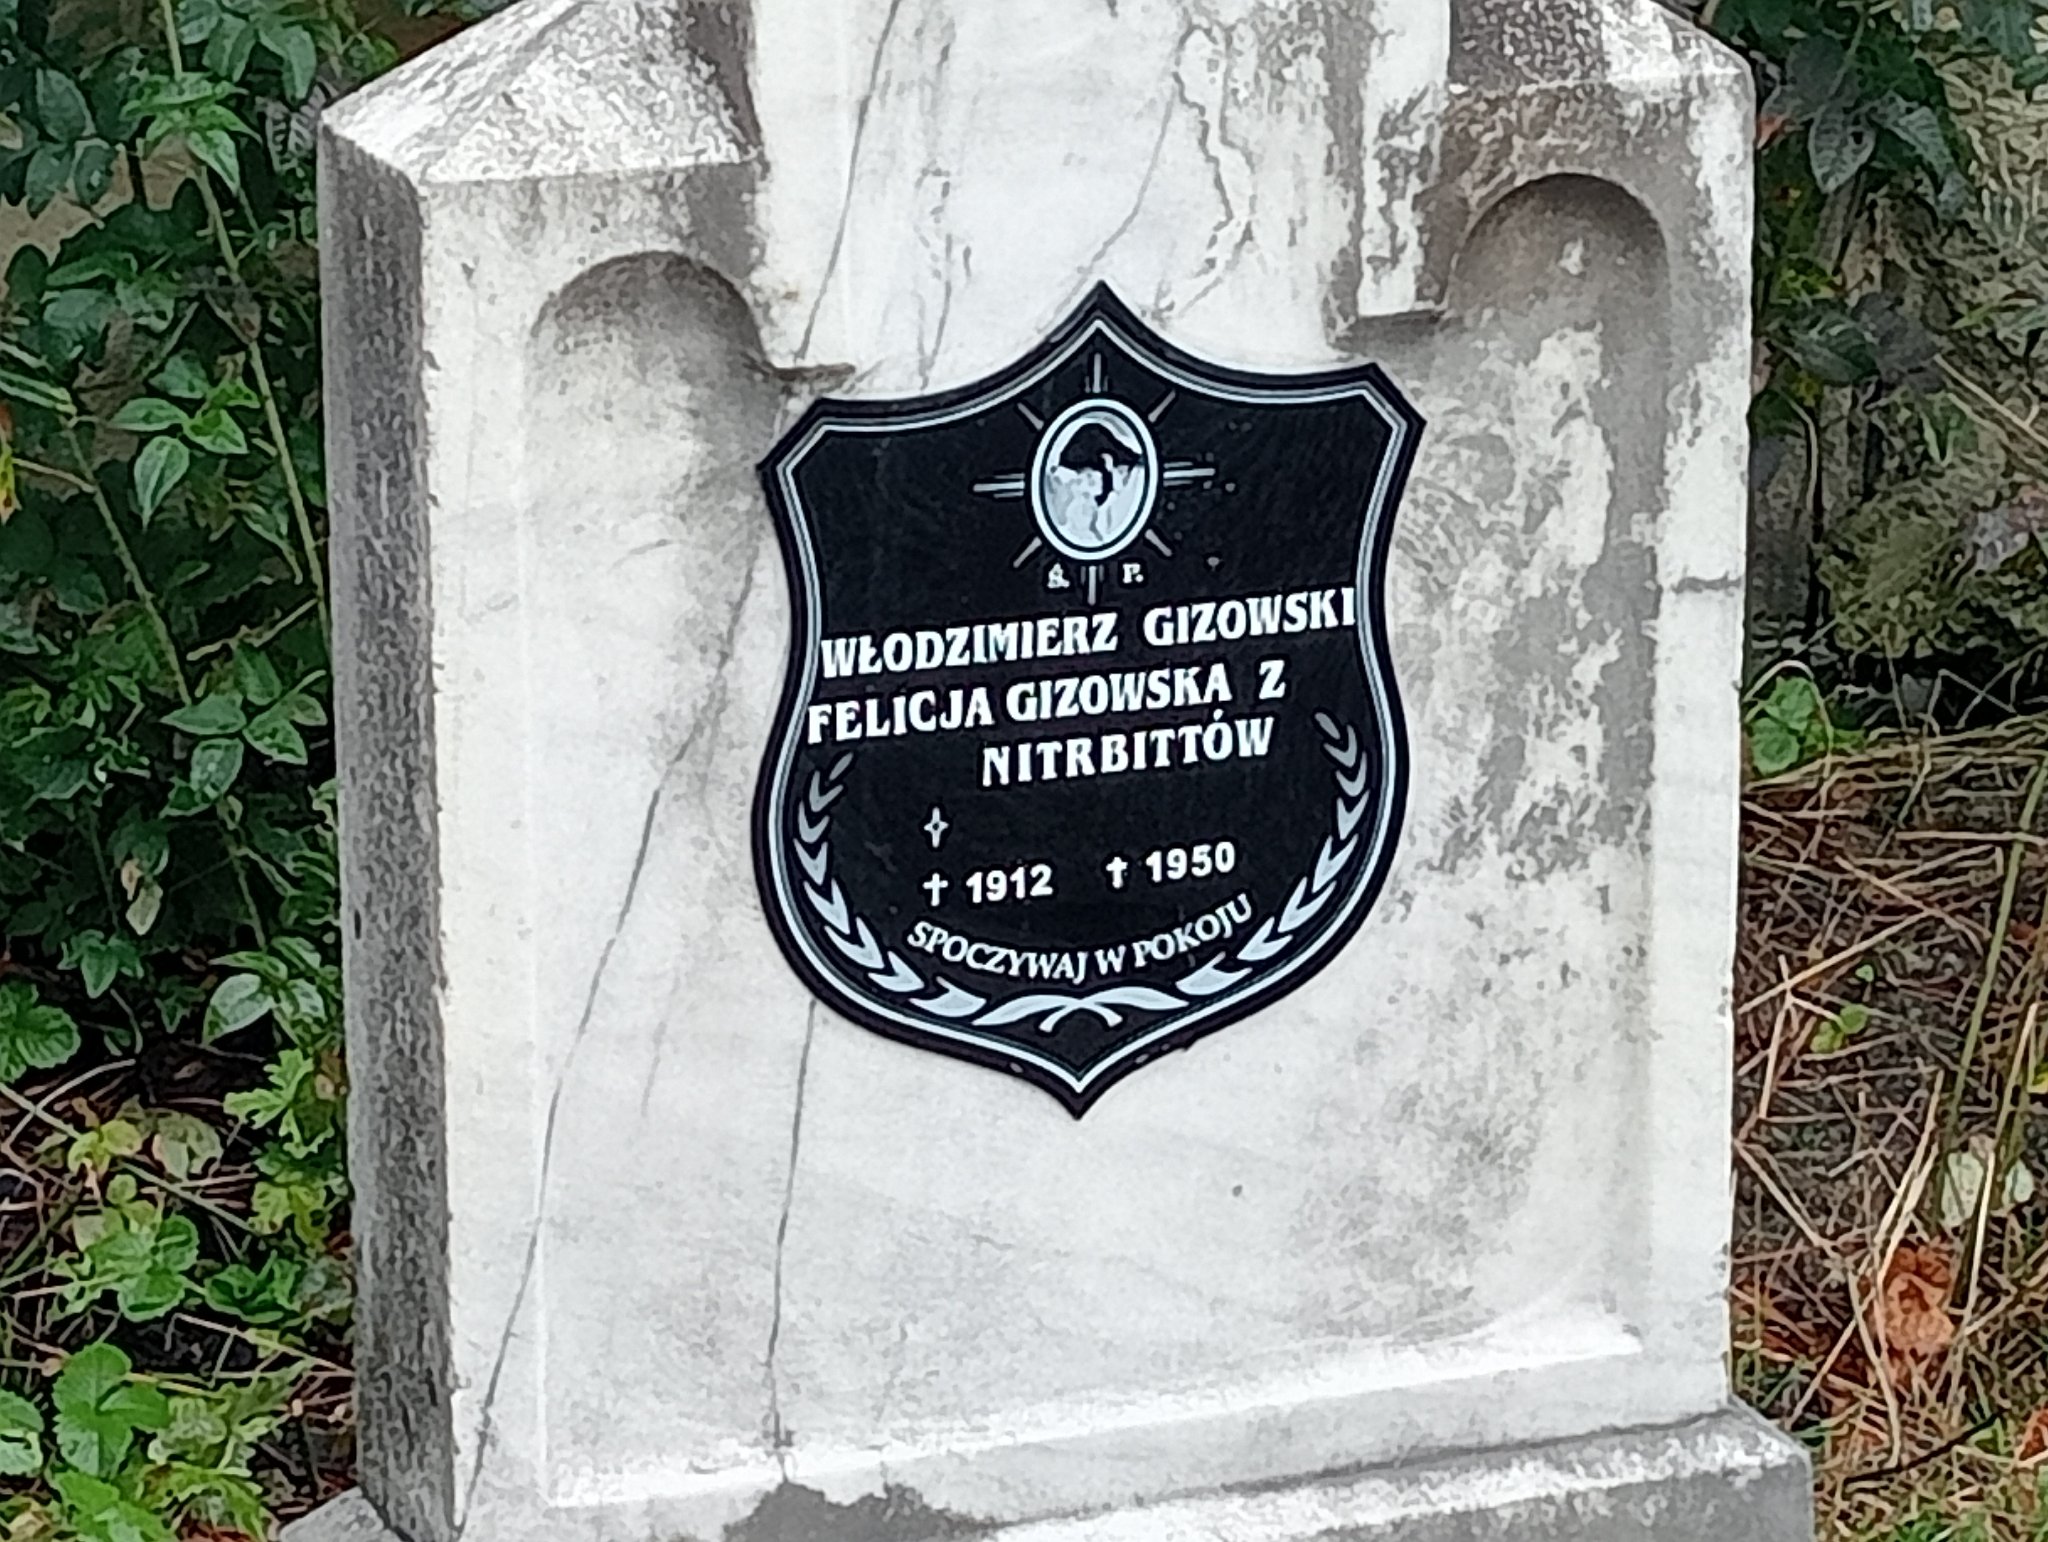 Ś. P.
WŁODZIMIERZ GIZOWSKI
FELICJA GIZOWSKA Z
NITRBITTÓW
† 1912 † 1950
SPOCZYWAJ W POKOJU